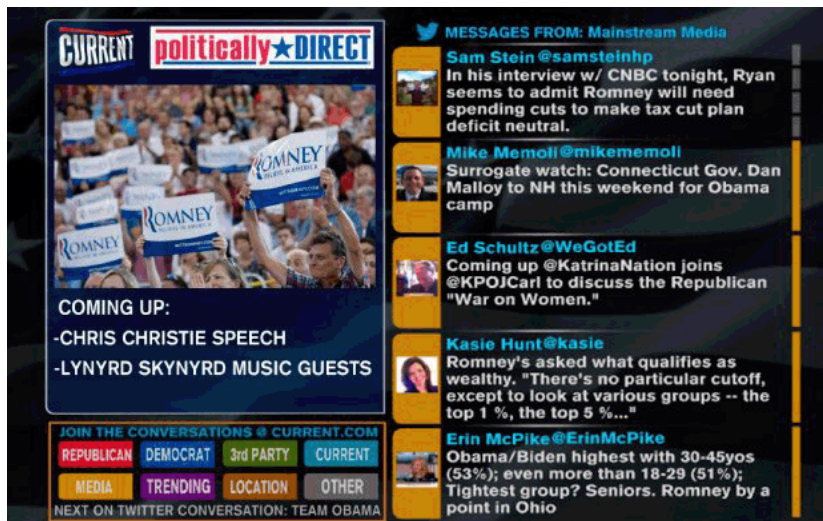 CURRENT
politically★DIRECT
ROMNEY
BELIEVE IN AMERICA
ROMNEY
ROMNEY
COMING UP:
-CHRIS CHRISTIE SPEECH
-LYNYRD SKYNYRD MUSIC GUESTS
JOIN THE CONVERSATIONS @ CURRENT.COM
REPUBLICAN DEMOCRAT 3rd PARTY CURRENT
MEDIA TRENDING LOCATION OTHER
NEXT ON TWITTER CONVERSATION: TEAM OBAMA
MESSAGES FROM: Mainstream Media
Sam Stein@samsteinhp
In his interview w/ CNBC tonight, Ryan
seems to admit Romney will need
spending cuts to make tax cut plan
deficit neutral.
Mike Memoli@mikememoli
Surrogate watch: Connecticut Gov. Dan
Malloy to NH this weekend for Obama
camp
Ed Schultz@WeGotEd
Coming up @KatrinaNation joins
@KPOJCarl to discuss the Republican
"War on Women."
Kasie Hunt@kasie
Romney's asked what qualifies as
wealthy. "There's no particular cutoff,
except to look at various groups -- the
top 1 %, the top 5 %..."
Erin McPike@ErinMcPike
Obama/Biden highest with 30-45yos
(53%); even more than 18-29 (51%);
Tightest group? Seniors. Romney by a
point in Ohio